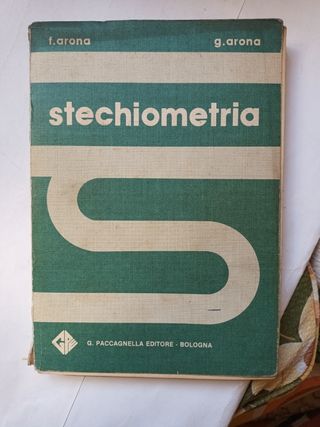 f.arona g.arona
stechiometria
G. PACCAGNELLA EDITORE - BOLOGNA